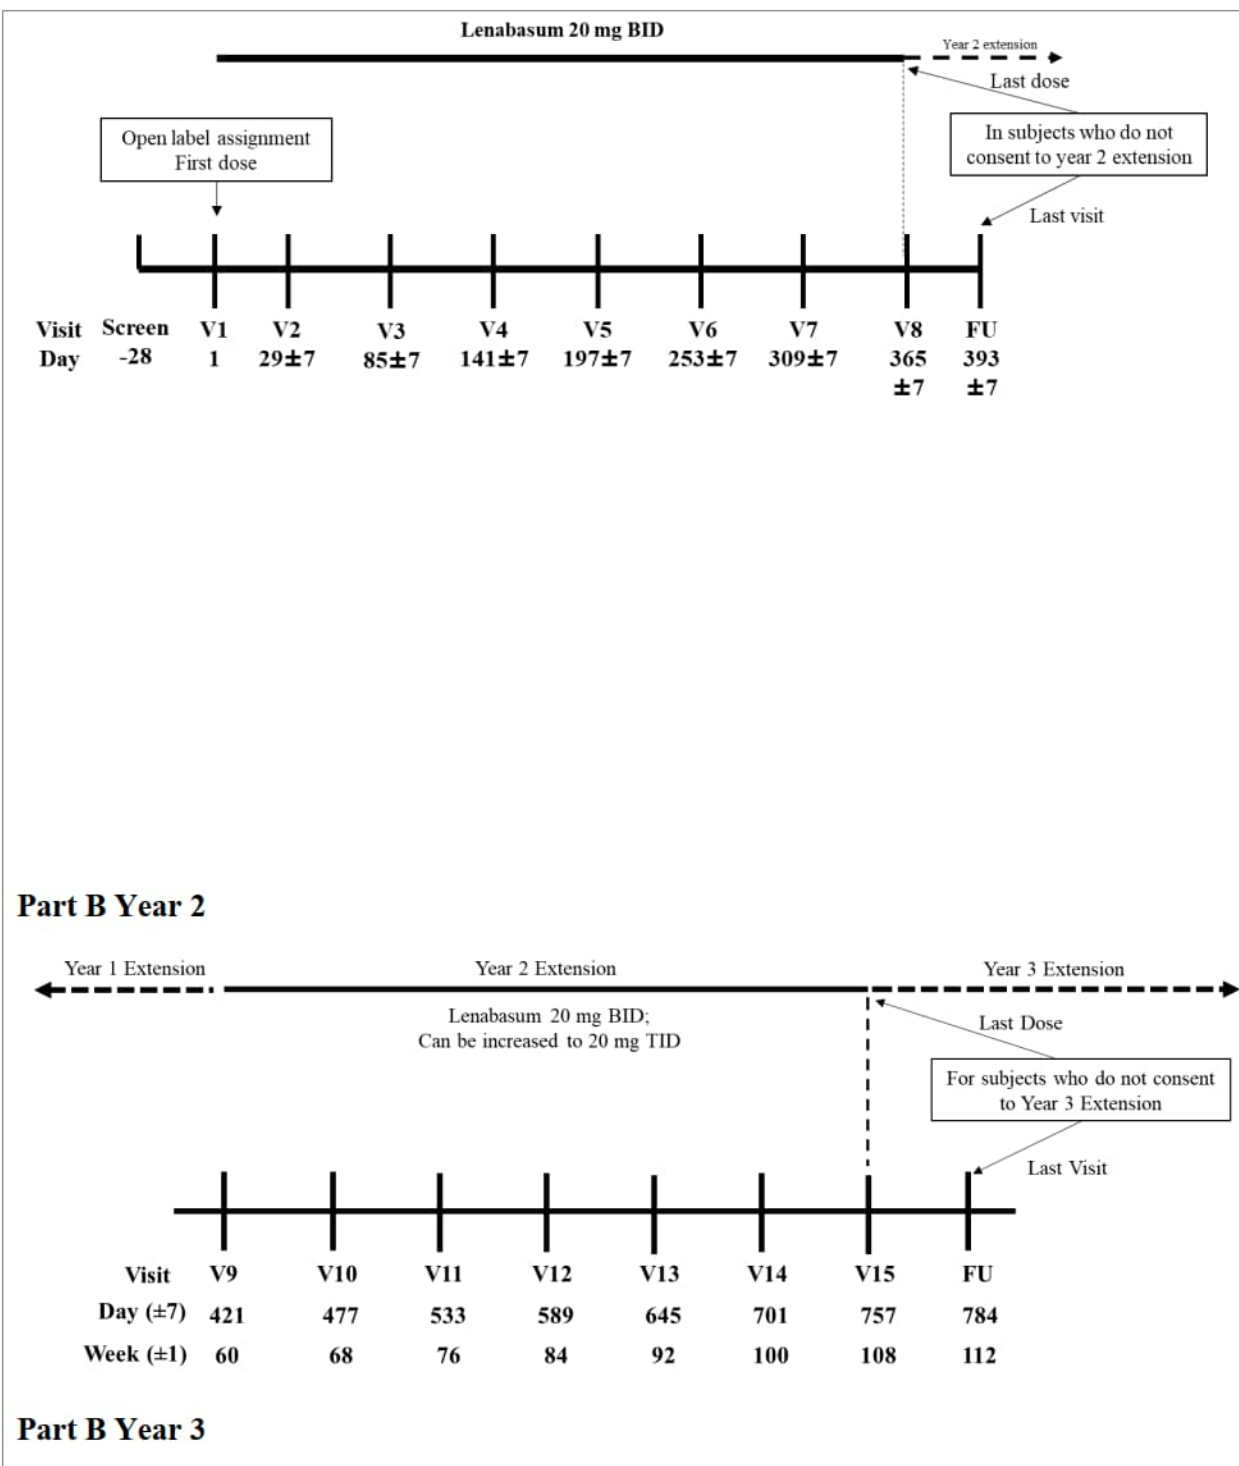 Lenabasum 20 mg BID
Year 2 extension
Last dose
Open label assignment
First dose
In subjects who do not
consent to year 2 extension
Last visit
Visit Screen V1 V2 V3 V4 V5 V6 V7 V8 FU
Day -28 1 29±7 85±7 141±7 197±7 253±7 309±7 365 393
±7 ±7
Part B Year 2
Year 1 Extension Year 2 Extension Year 3 Extension
Lenabasum 20 mg BID;
Can be increased to 20 mg TID
Last Dose
For subjects who do not consent
to Year 3 Extension
Last Visit
Visit V9 V10 V11 V12 V13 V14 V15 FU
Day (±7) 421 477 533 589 645 701 757 784
Week (±1) 60 68 76 84 92 100 108 112
Part B Year 3